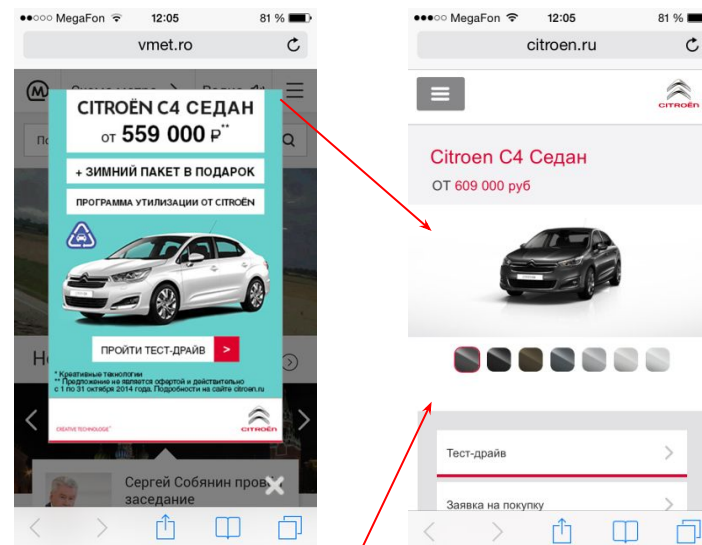 MegaFon 12:05 81 %
vmet.ro
CITROËN C4 СЕДАН
от 559 000 ₽**
+ ЗИМНИЙ ПАКЕТ В ПОДАРОК
ПРОГРАММА УТИЛИЗАЦИИ ОТ CITROËN
ПРОЙТИ ТЕСТ-ДРАЙВ >
* Креативные технологии
** Предложение не является офертой и действительно
с 1 по 31 октября 2014 года. Подробности на сайте citroen.ru
CREATIVE TECHNOLOGIE*
CITROËN
Сергей Собянин пров
заседание
MegaFon 12:05 81 %
citroen.ru
CITROËN
Citroen C4 Седан
ОТ 609 000 руб
Тест-драйв
Заявка на покупку